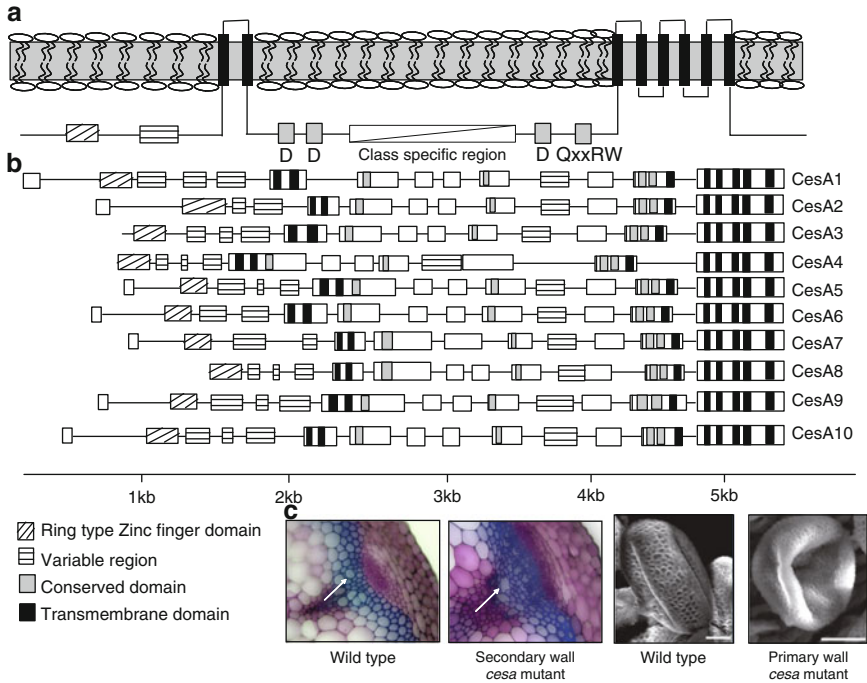 a
D D Class specific region D QxxRW
b
CesA1
CesA2
CesA3
CesA4
CesA5
CesA6
CesA7
CesA8
CesA9
CesA10
1kb 2kb 3kb 4kb 5kb
Ring type Zinc finger domain
Variable region
Conserved domain
Transmembrane domain
c
Wild type
Secondary wall
cesa mutant
Wild type
Primary wall
cesa mutant